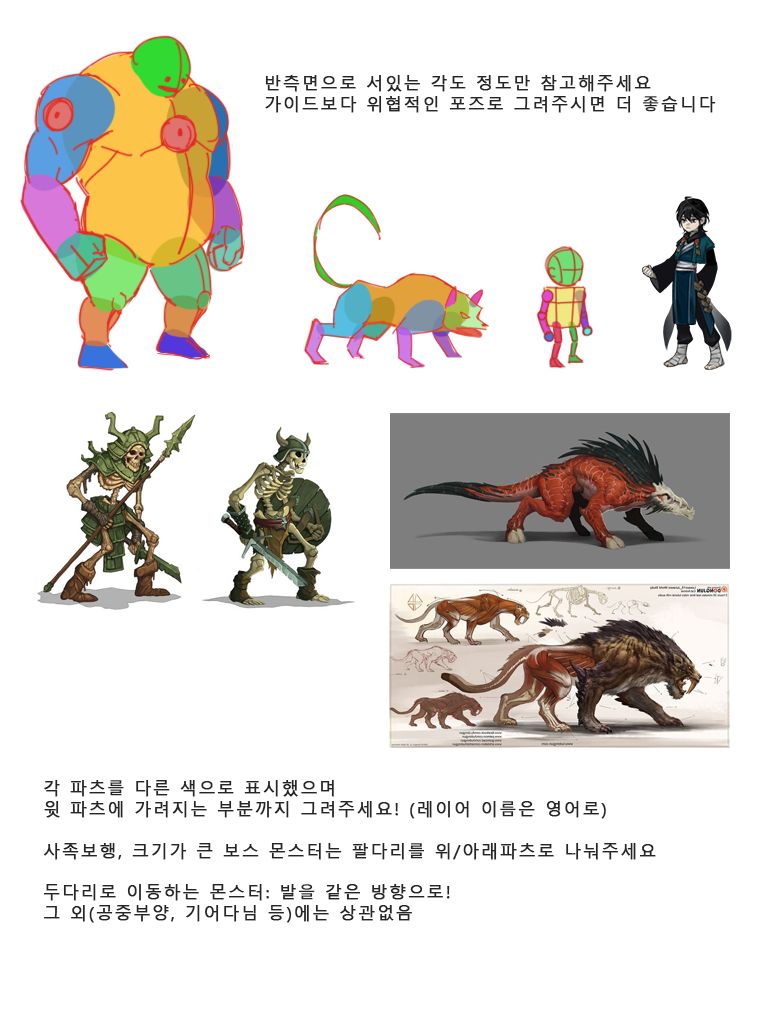 반측면으로 서있는 각도 정도만 참고해주세요
가이드보다 위협적인 포즈로 그려주시면 더 좋습니다
각 파츠를 다른 색으로 표시했으며
윗 파츠에 가려지는 부분까지 그려주세요! (레이어 이름은 영어로)
사족보행, 크기가 큰 보스 몬스터는 팔다리를 위/아래파츠로 나눠주세요
두다리로 이동하는 몬스터: 발을 같은 방향으로!
그 외(공중부양, 기어다님 등)에는 상관없음